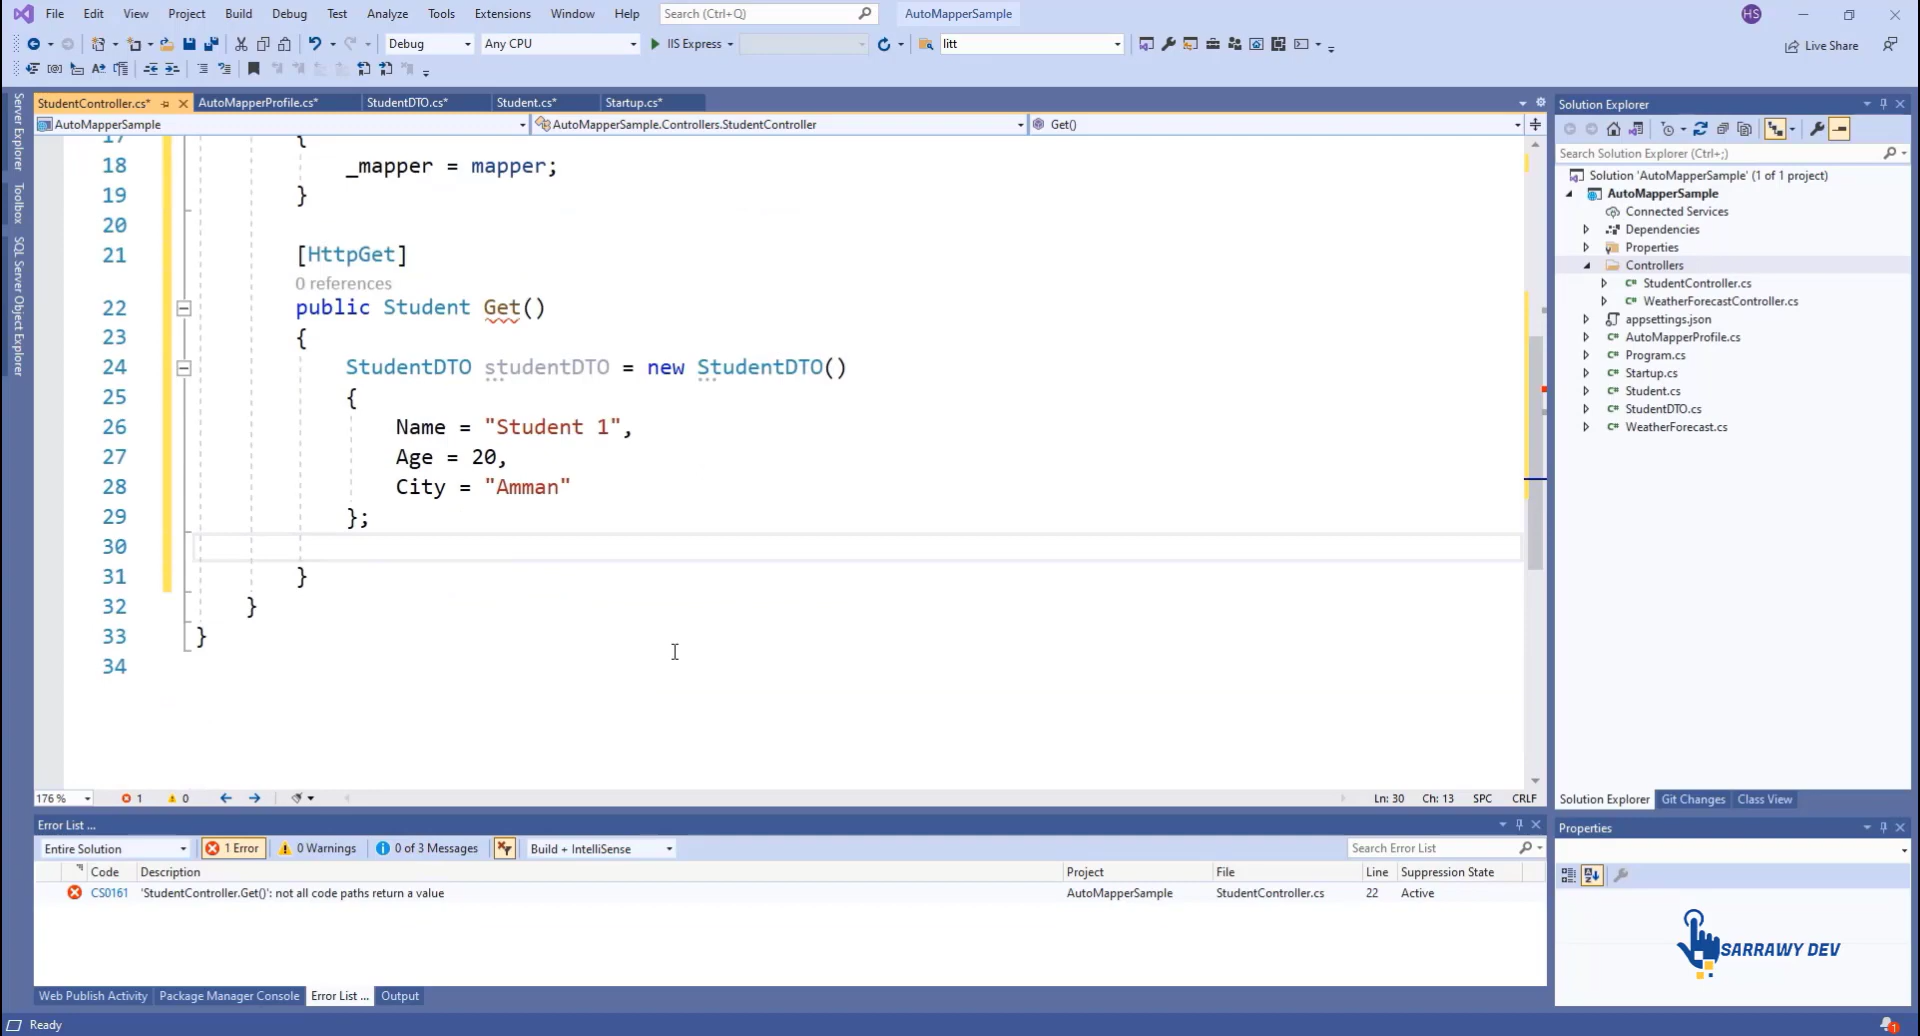 File Edit View Project Build Debug Test Analyze Tools Extensions Window Help Search (Ctrl+Q) AutoMapperSample HS
Debug Any CPU IIS Express litt Live Share
StudentController.cs* AutoMapperProfile.cs* StudentDTO.cs* Student.cs* Startup.cs*
AutoMapperSample AutoMapperSample.Controllers.StudentController Get()
17 {
18 _mapper = mapper;
19 }
20
21 [HttpGet]
0 references
22 public Student Get()
23 {
24 StudentDTO studentDTO = new StudentDTO()
25 {
26 Name = "Student 1",
27 Age = 20,
28 City = "Amman"
29 };
30
31 }
32 }
33 }
34
176 % 1 0 Ln: 30 Ch: 13 SPC CRLF
Server Explorer
Toolbox
SQL Server Object Explorer
Error List ...
Entire Solution 1 Error 0 Warnings 0 of 3 Messages Build + IntelliSense Search Error List
Code Description Project File Line Suppression State
CS0161 'StudentController.Get()': not all code paths return a value AutoMapperSample StudentController.cs 22 Active
Web Publish Activity Package Manager Console Error List ... Output
Ready
Solution Explorer
Search Solution Explorer (Ctrl+;)
Solution 'AutoMapperSample' (1 of 1 project)
AutoMapperSample
Connected Services
Dependencies
Properties
Controllers
C# StudentController.cs
C# WeatherForecastController.cs
appsettings.json
C# AutoMapperProfile.cs
C# Program.cs
C# Startup.cs
C# Student.cs
C# StudentDTO.cs
C# WeatherForecast.cs
Solution Explorer Git Changes Class View
Properties
SARRAWY DEV
1